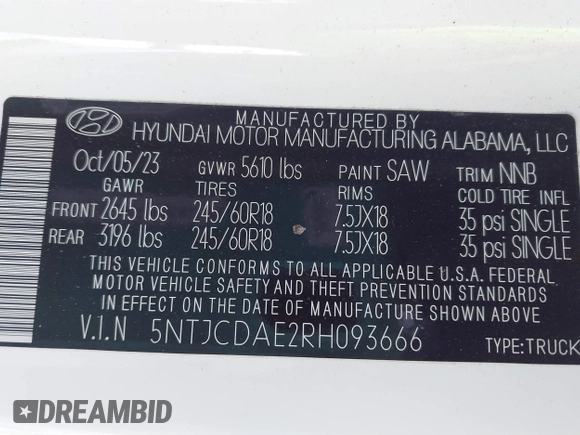 MANUFACTURED BY
HYUNDAI MOTOR MANUFACTURING ALABAMA, LLC
Oct/05/23 GVWR 5610 lbs PAINT SAW TRIM NNB
GAWR TIRES RIMS COLD TIRE INFL
FRONT 2645 lbs 245/60R18 7.5JX18 35 psi SINGLE
REAR 3196 lbs 245/60R18 7.5JX18 35 psi SINGLE
THIS VEHICLE CONFORMS TO ALL APPLICABLE U.S.A. FEDERAL
MOTOR VEHICLE SAFETY AND THEFT PREVENTION STANDARDS
IN EFFECT ON THE DATE OF MANUFACTURE SHOWN ABOVE
V.I.N 5NTJCDAE2RH093666 TYPE:TRUCK
DREAMBID